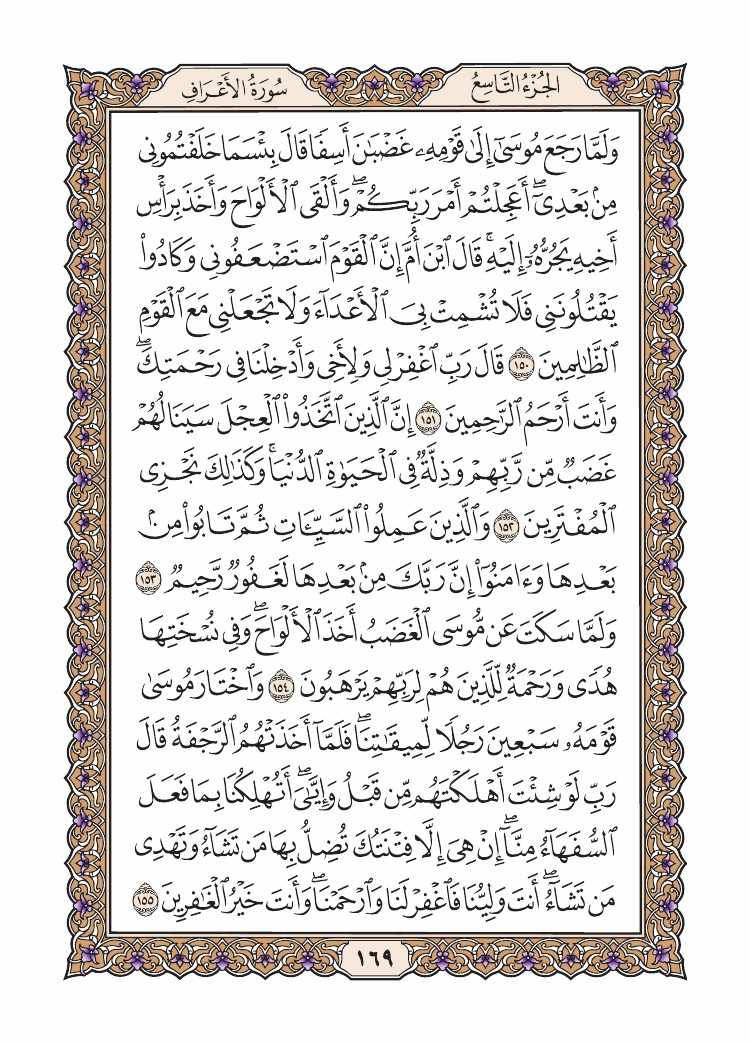 الجُزْءُ التَّاسِعُ
سُورَةُ الأَعْرَافِ
وَلَمَّا رَجَعَ مُوسَىٰٓ إِلَىٰ قَوْمِهِۦ غَضْبَٰنَ أَسِفٗا قَالَ بِئۡسَمَا خَلَفۡتُمُونِي
مِنۢ بَعۡدِيٓۖ أَعَجِلۡتُمۡ أَمۡرَ رَبِّكُمۡۖ وَأَلۡقَى ٱلۡأَلۡوَاحَ وَأَخَذَ بِرَأۡسِ
أَخِيهِ يَجُرُّهُۥٓ إِلَيۡهِۚ قَالَ ٱبۡنَ أُمَّ إِنَّ ٱلۡقَوۡمَ ٱسۡتَضۡعَفُونِي وَكَادُواْ
يَقۡتُلُونَنِي فَلَا تُشۡمِتۡ بِيَ ٱلۡأَعۡدَآءَ وَلَا تَجۡعَلۡنِي مَعَ ٱلۡقَوۡمِ
ٱلظَّٰلِمِينَ ١٥٠ قَالَ رَبِّ ٱغۡفِرۡ لِي وَلِأَخِي وَأَدۡخِلۡنَا فِي رَحۡمَتِكَۖ
وَأَنتَ أَرۡحَمُ ٱلرَّٰحِمِينَ ١٥١ إِنَّ ٱلَّذِينَ ٱتَّخَذُواْ ٱلۡعِجۡلَ سَيَنَالُهُمۡ
غَضَبٞ مِّن رَّبِّهِمۡ وَذِلَّةٞ فِي ٱلۡحَيَوٰةِ ٱلدُّنۡيَاۚ وَكَذَٰلِكَ نَجۡزِي
ٱلۡمُفۡتَرِينَ ١٥٢ وَٱلَّذِينَ عَمِلُواْ ٱلسَّيِّـَٔاتِ ثُمَّ تَابُواْ مِنۢ
بَعۡدِهَا وَءَامَنُوٓاْ إِنَّ رَبَّكَ مِنۢ بَعۡدِهَا لَغَفُورٞ رَّحِيمٞ ١٥٣
وَلَمَّا سَكَتَ عَن مُّوسَى ٱلۡغَضَبُ أَخَذَ ٱلۡأَلۡوَاحَۖ وَفِي نُسۡخَتِهَا
هُدٗى وَرَحۡمَةٞ لِّلَّذِينَ هُمۡ لِرَبِّهِمۡ يَرۡهَبُونَ ١٥٤ وَٱخۡتَارَ مُوسَىٰ
قَوۡمَهُۥ سَبۡعِينَ رَجُلٗا لِّمِيقَٰتِنَاۖ فَلَمَّآ أَخَذَتۡهُمُ ٱلرَّجۡفَةُ قَالَ
رَبِّ لَوۡ شِئۡتَ أَهۡلَكۡتَهُم مِّن قَبۡلُ وَإِيَّٰيَۖ أَتُهۡلِكُنَا بِمَا فَعَلَ
ٱلسُّفَهَآءُ مِنَّآۖ إِنۡ هِيَ إِلَّا فِتۡنَتُكَ تُضِلُّ بِهَا مَن تَشَآءُ وَتَهۡدِي
مَن تَشَآءُۖ أَنتَ وَلِيُّنَا فَٱغۡفِرۡ لَنَا وَٱرۡحَمۡنَاۖ وَأَنتَ خَيۡرُ ٱلۡغَٰفِرِينَ ١٥٥
١٦٩